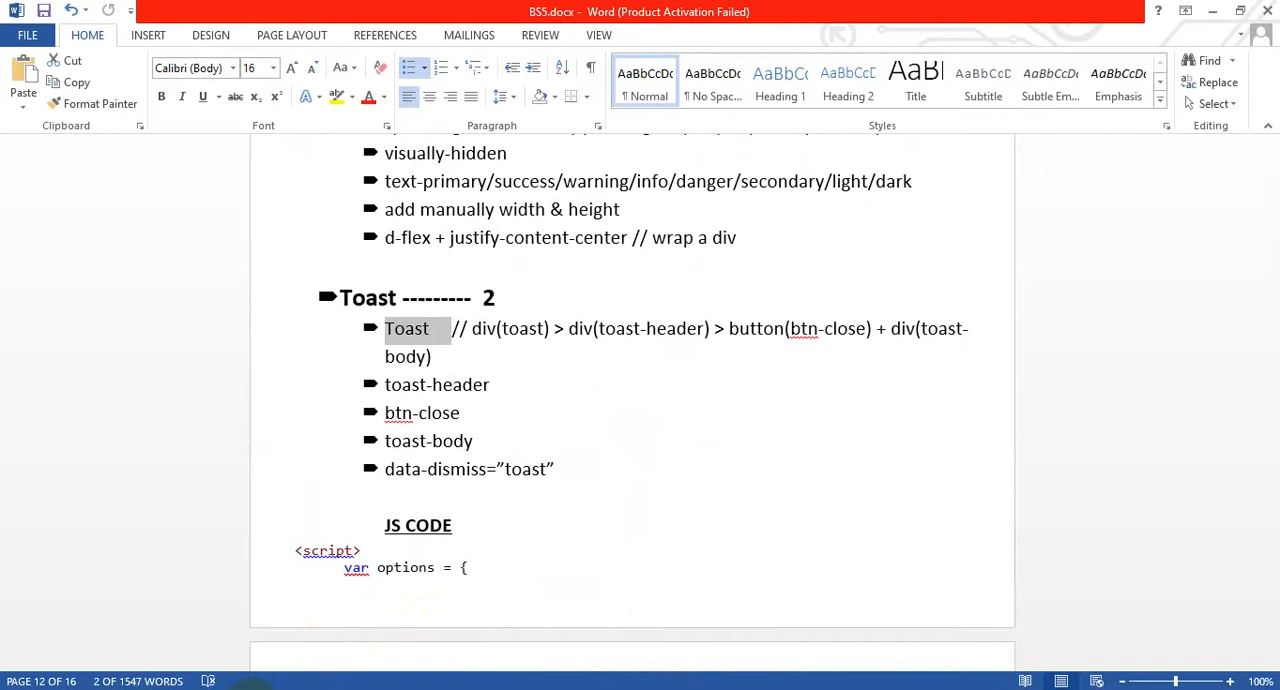 BS5.docx - Word (Product Activation Failed)
FILE HOME INSERT DESIGN PAGE LAYOUT REFERENCES MAILINGS REVIEW VIEW
Paste
Cut
Copy
Format Painter
Clipboard
Calibri (Body) 16
Font
Paragraph
AaBbCcDc AaBbCcDc AaBbCc AaBbCcD AaBI AaBbCcD AaBbCcDt AaBbCcDt
¶ Normal ¶ No Spac... Heading 1 Heading 2 Title Subtitle Subtle Em... Emphasis
Styles
Find
Replace
Select
Editing
visually-hidden
text-primary/success/warning/info/danger/secondary/light/dark
add manually width & height
d-flex + justify-content-center // wrap a div
Toast --------- 2
Toast // div(toast) > div(toast-header) > button(btn-close) + div(toast-
body)
toast-header
btn-close
toast-body
data-dismiss=”toast”
JS CODE
<script>
var options = {
PAGE 12 OF 16 2 OF 1547 WORDS 100%